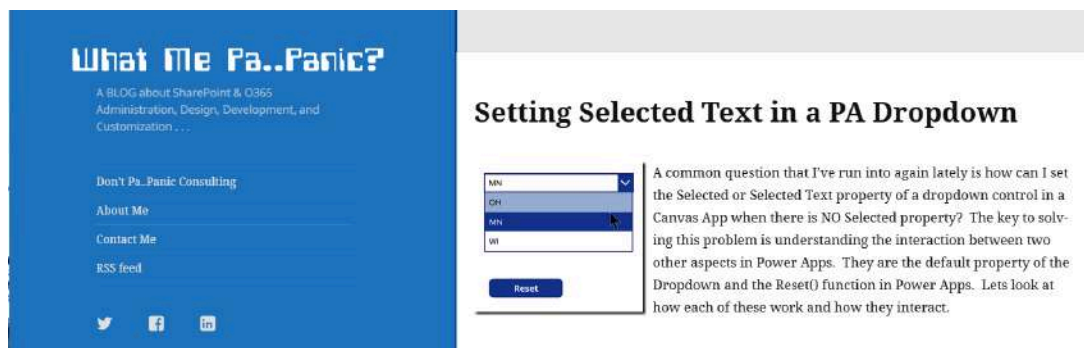 What Me Pa..Panic?
A BLOG about SharePoint & O365
Administration, Design, Development, and
Customization . . .
Don't Pa..Panic Consulting
About Me
Contact Me
RSS feed
Setting Selected Text in a PA Dropdown
MN
OH
MN
WI
Reset
A common question that I've run into again lately is how can I set
the Selected or Selected Text property of a dropdown control in a
Canvas App when there is NO Selected property?  The key to solv-
ing this problem is understanding the interaction between two
other aspects in Power Apps.  They are the default property of the
Dropdown and the Reset() function in Power Apps.  Lets look at
how each of these work and how they interact.